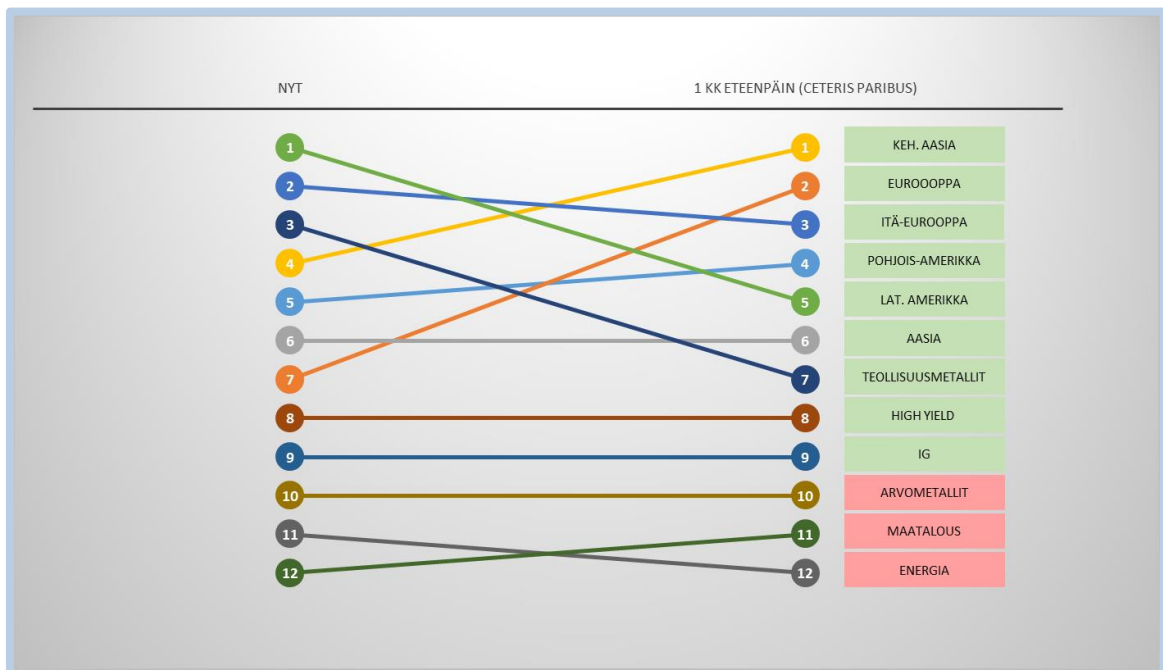 NYT 1 KK ETEENPÄIN (CETERIS PARIBUS)
1 1 KEH. AASIA
2 2 EUROOOPPA
3 3 ITÄ-EUROOPPA
4 4 POHJOIS-AMERIKKA
5 5 LAT. AMERIKKA
6 6 AASIA
7 7 TEOLLISUUSMETALLIT
8 8 HIGH YIELD
9 9 IG
10 10 ARVOMETALLIT
11 11 MAATALOUS
12 12 ENERGIA